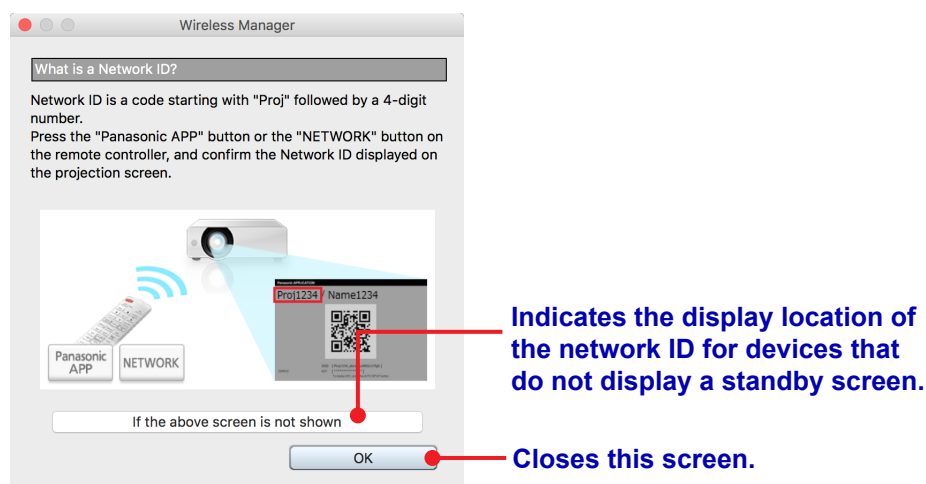 Wireless Manager
What is a Network ID?
Network ID is a code starting with "Proj" followed by a 4-digit
number.
Press the "Panasonic APP" button or the "NETWORK" button on
the remote controller, and confirm the Network ID displayed on
the projection screen.
Panasonic APPLICATION
Proj1234 / Name1234
Panasonic
APP
NETWORK
If the above screen is not shown
OK
Indicates the display location of
the network ID for devices that
do not display a standby screen.
Closes this screen.